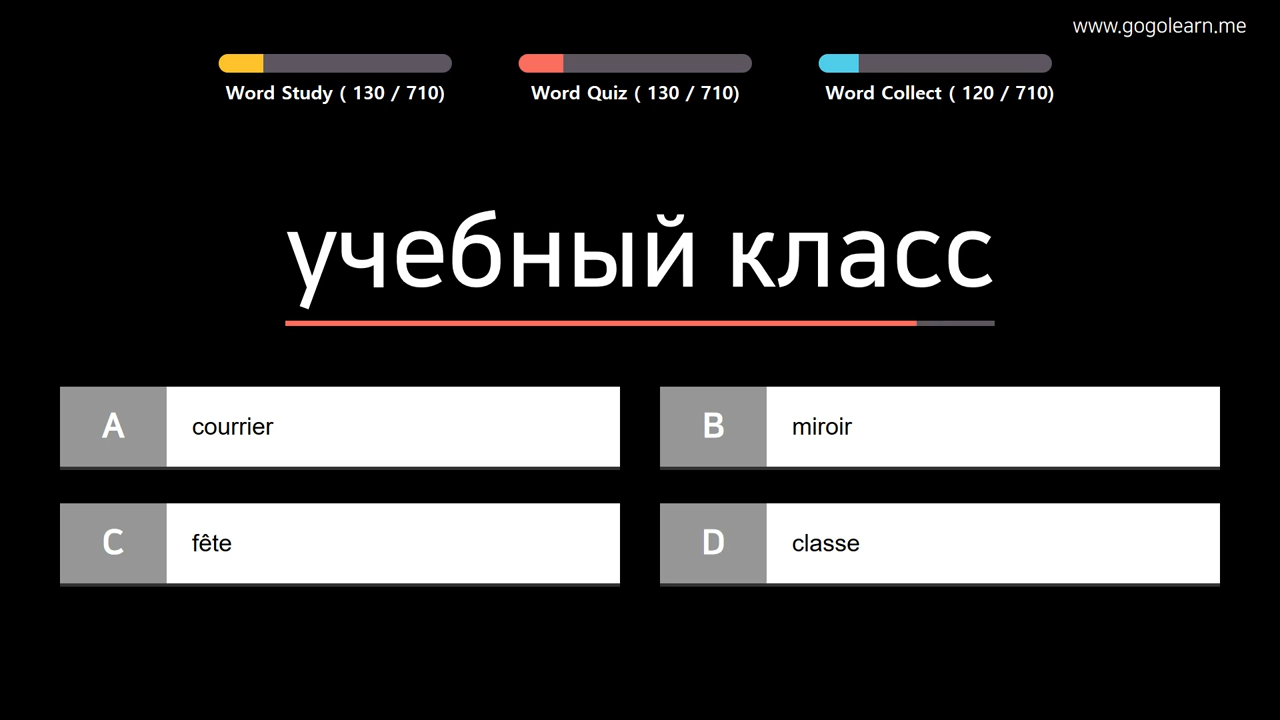 www.gogolearn.me
Word Study ( 130 / 710)
Word Quiz ( 130 / 710)
Word Collect ( 120 / 710)
учебный класс
A courrier
B miroir
C fête
D classe